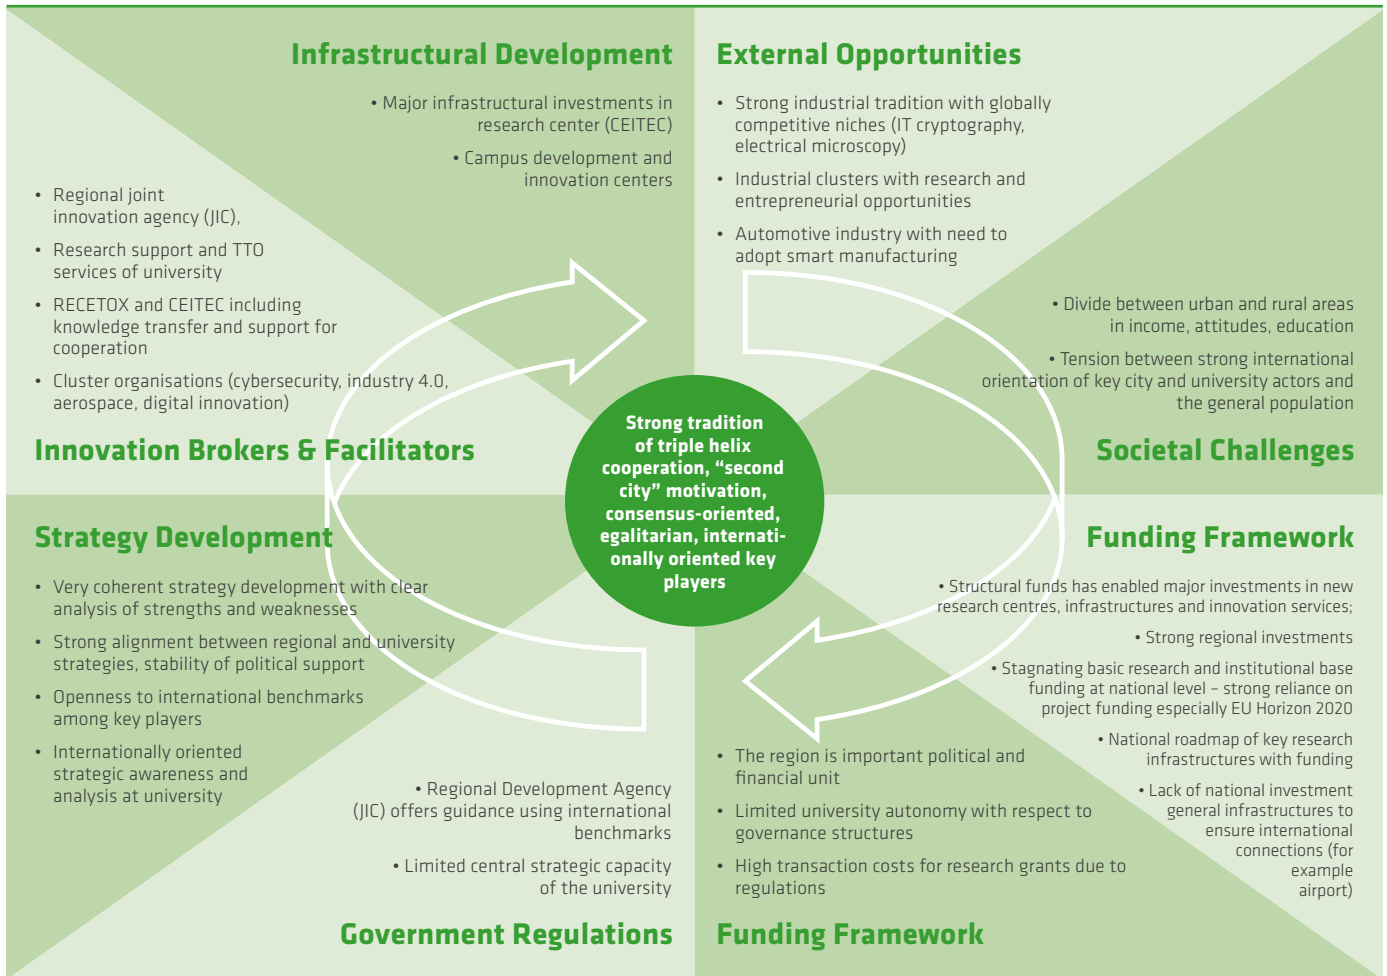 Infrastructural Development
• Major infrastructural investments in
research center (CEITEC)
• Campus development and
innovation centers
External Opportunities
• Strong industrial tradition with globally
competitive niches (IT cryptography,
electrical microscopy)
• Industrial clusters with research and
entrepreneurial opportunities
• Automotive industry with need to
adopt smart manufacturing
• Regional joint
innovation agency (JIC),
• Research support and TTO
services of university
• RECETOX and CEITEC including
knowledge transfer and support for
cooperation
• Cluster organisations (cybersecurity, industry 4.0,
aerospace, digital innovation)
Innovation Brokers & Facilitators
• Divide between urban and rural areas
in income, attitudes, education
• Tension between strong international
orientation of key city and university actors and
the general population
Societal Challenges
Strong tradition
of triple helix
cooperation, “second
city” motivation,
consensus-oriented,
egalitarian, internati-
onally oriented key
players
Strategy Development
• Very coherent strategy development with clear
analysis of strengths and weaknesses
• Strong alignment between regional and university
strategies, stability of political support
• Openness to international benchmarks
among key players
• Internationally oriented
strategic awareness and
analysis at university
Funding Framework
• Structural funds has enabled major investments in new
research centres, infrastructures and innovation services;
• Strong regional investments
• Stagnating basic research and institutional base
funding at national level – strong reliance on
project funding especially EU Horizon 2020
• National roadmap of key research
infrastructures with funding
• Lack of national investment
general infrastructures to
ensure international
connections (for
example
airport)
• Regional Development Agency
(JIC) offers guidance using international
benchmarks
• Limited central strategic capacity
of the university
Government Regulations
• The region is important political and
financial unit
• Limited university autonomy with respect to
governance structures
• High transaction costs for research grants due to
regulations
Funding Framework